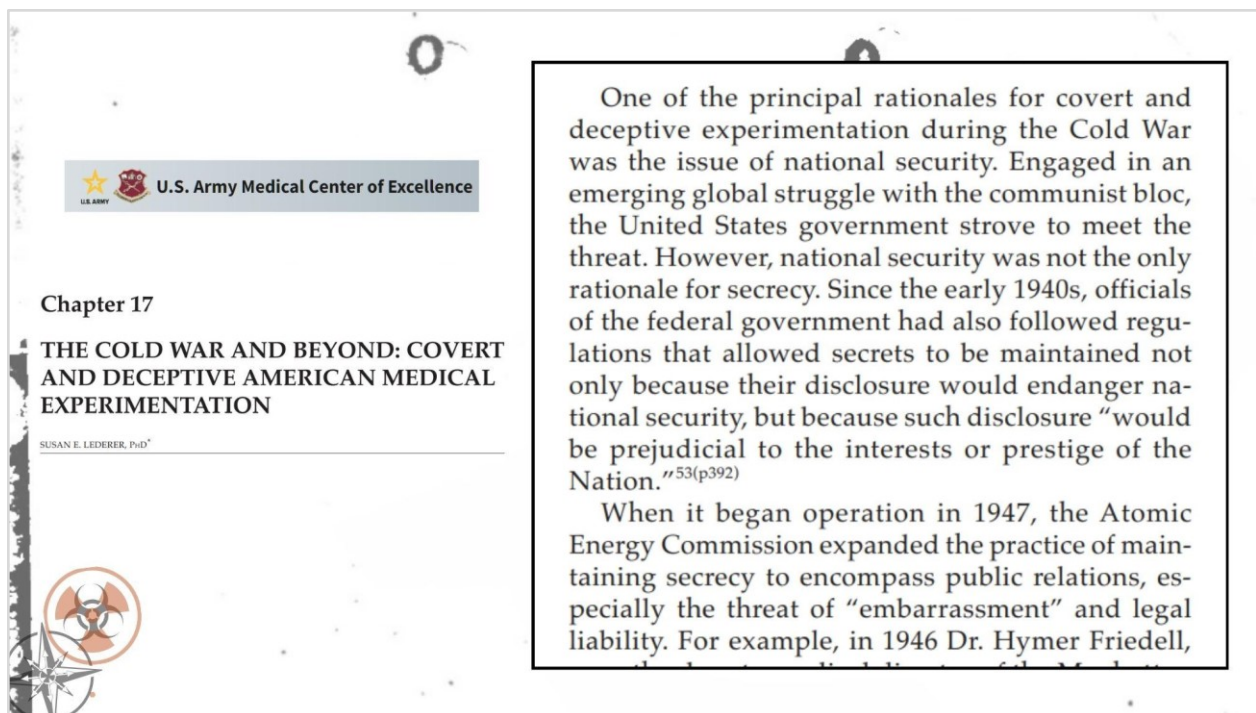 U.S. ARMY
U.S. Army Medical Center of Excellence
Chapter 17
THE COLD WAR AND BEYOND: COVERT
AND DECEPTIVE AMERICAN MEDICAL
EXPERIMENTATION
SUSAN E. LEDERER, PhD*
One of the principal rationales for covert and
deceptive experimentation during the Cold War
was the issue of national security. Engaged in an
emerging global struggle with the communist bloc,
the United States government strove to meet the
threat. However, national security was not the only
rationale for secrecy. Since the early 1940s, officials
of the federal government had also followed regu-
lations that allowed secrets to be maintained not
only because their disclosure would endanger na-
tional security, but because such disclosure “would
be prejudicial to the interests or prestige of the
Nation.”53(p392)
When it began operation in 1947, the Atomic
Energy Commission expanded the practice of main-
taining secrecy to encompass public relations, es-
pecially the threat of “embarrassment” and legal
liability. For example, in 1946 Dr. Hymer Friedell,